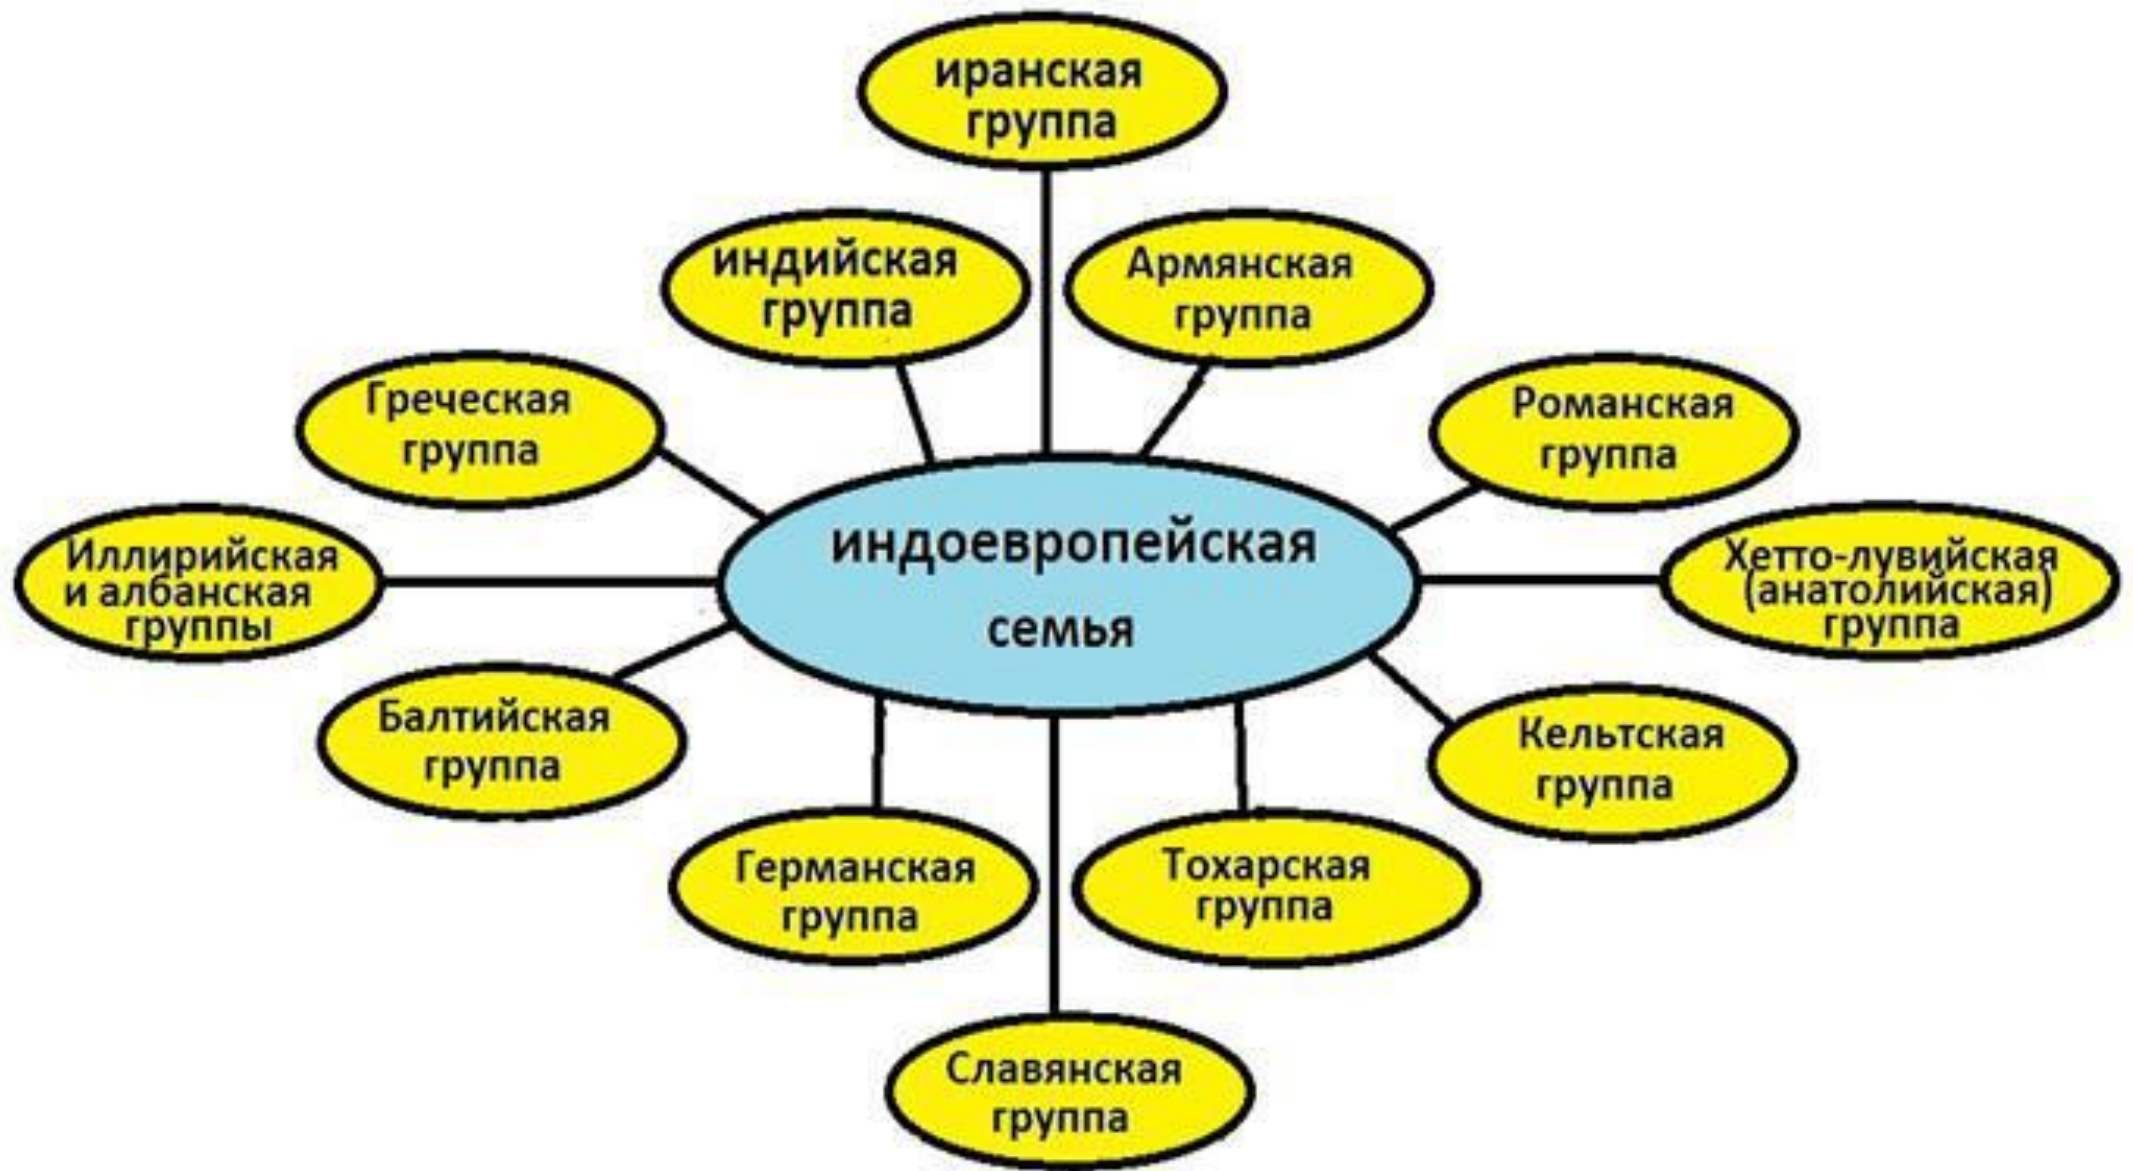 иранская
группа
индийская
группа
Армянская
группа
Греческая
группа
Романская
группа
Иллирийская
и албанская
группы
индоевропейская
семья
Хетто-лувийская
(анатолийская)
группа
Балтийская
группа
Кельтская
группа
Германская
группа
Тохарская
группа
Славянская
группа